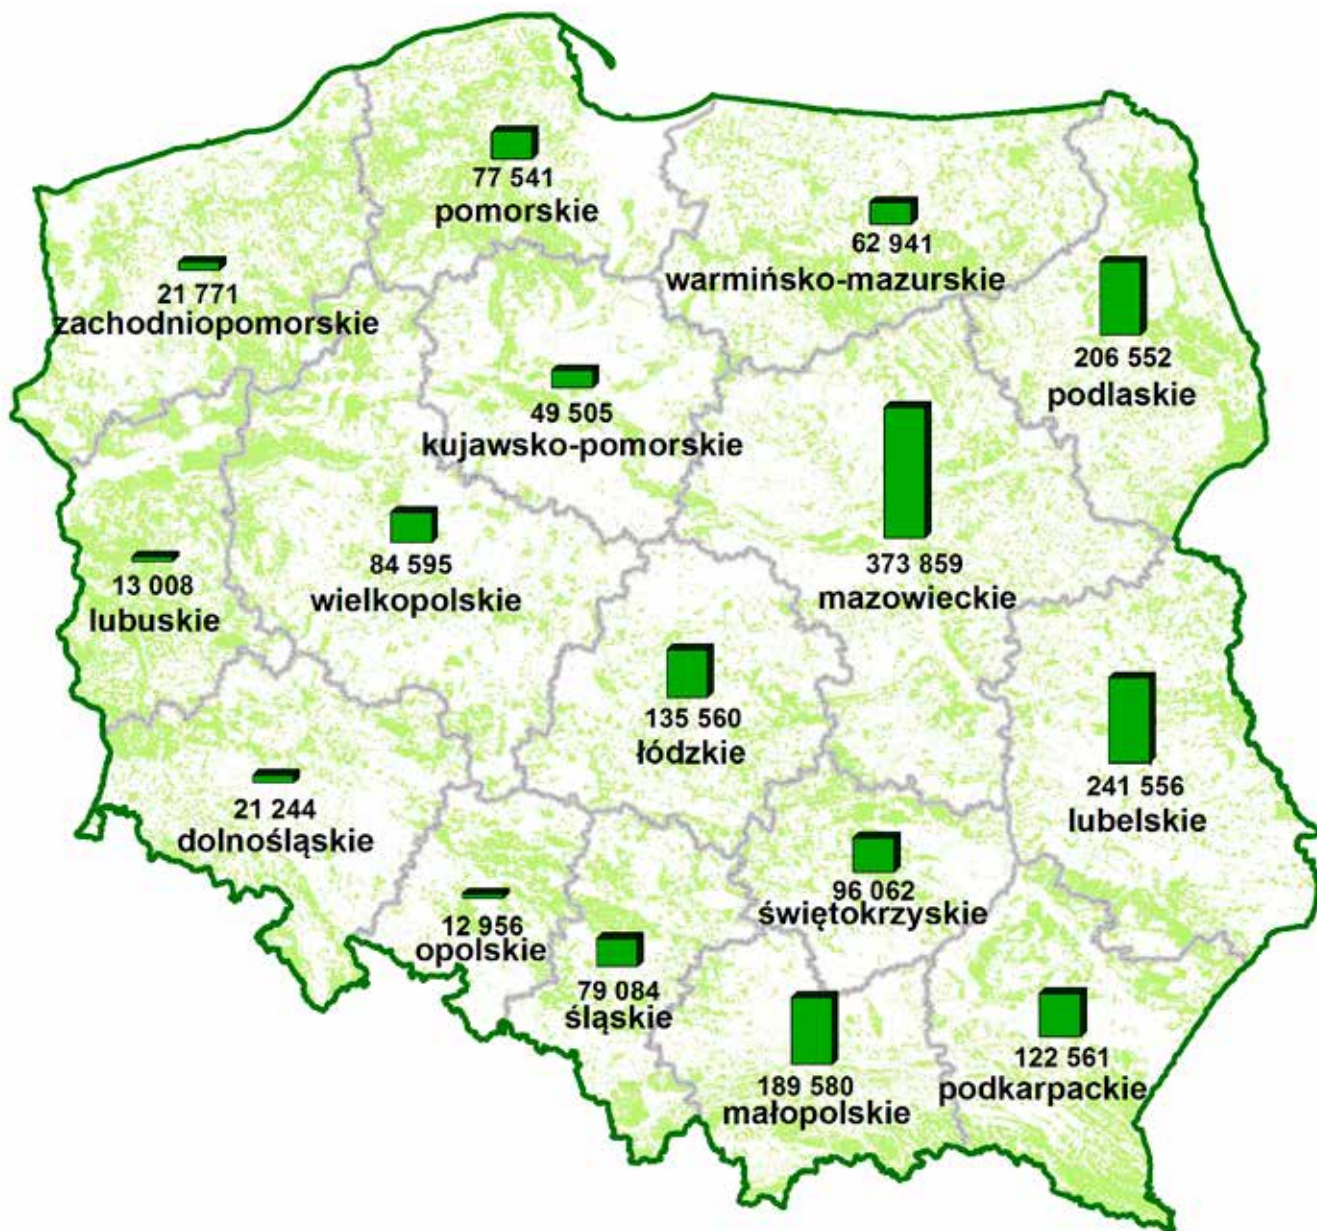 77 541
pomorskie
62 941
warmińsko-mazurskie
21 771
zachodniopomorskie
206 552
podlaskie
49 505
kujawsko-pomorskie
84 595
wielkopolskie
373 859
mazowieckie
13 008
lubuskie
135 560
łódzkie
241 556
lubelskie
21 244
dolnośląskie
96 062
świętokrzyskie
12 956
opolskie
79 084
śląskie
122 561
podkarpackie
189 580
małopolskie